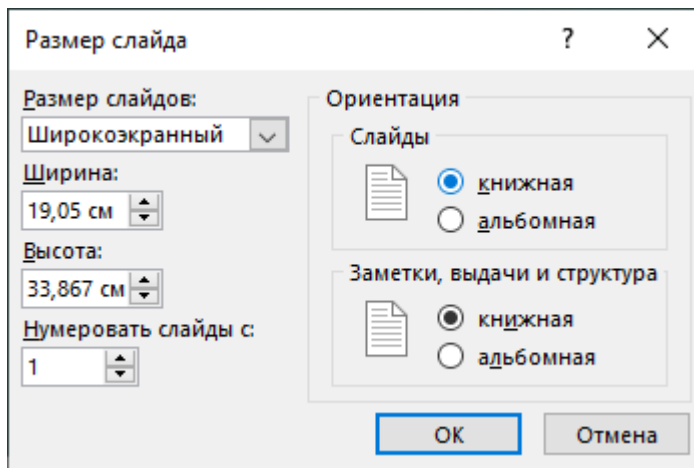 Размер слайда
Размер слайдов:
Широкоэкранный
Ширина:
19,05 см
Высота:
33,867 см
Нумеровать слайды с:
1
Ориентация
Слайды
книжная
альбомная
Заметки, выдачи и структура
книжная
альбомная
ОК
Отмена